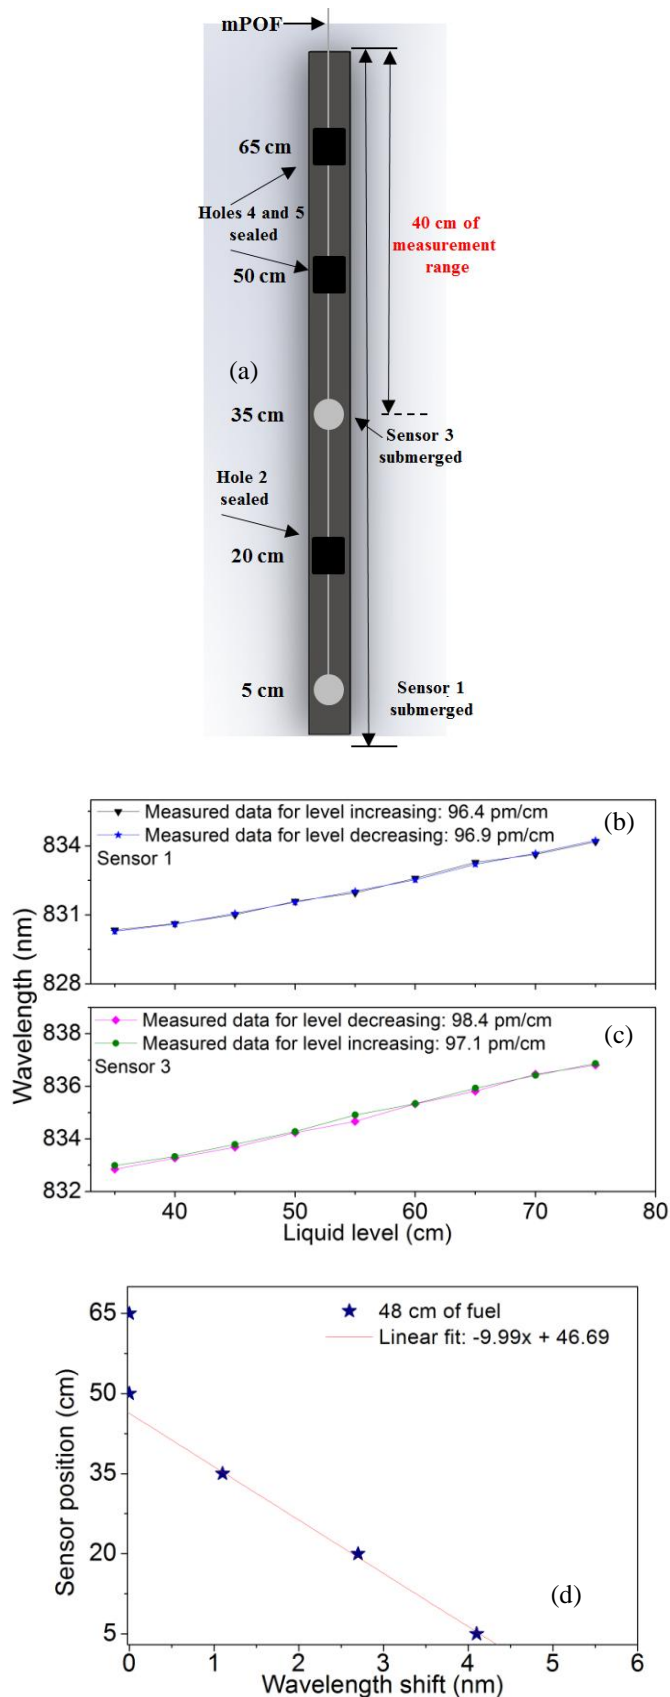 mPOF
65 cm
Holes 4 and 5
sealed
50 cm
40 cm of
measurement
range
(a)
35 cm
Sensor 3
submerged
Hole 2
sealed
20 cm
5 cm
Sensor 1
submerged
Measured data for level increasing: 96.4 pm/cm
(b)
Measured data for level decreasing: 96.9 pm/cm
Sensor 1
834
831
828
Wavelength (nm)
838
Measured data for level decreasing: 98.4 pm/cm
(c)
Measured data for level increasing: 97.1 pm/cm
Sensor 3
836
834
832
40 50 60 70 80
Liquid level (cm)
65
48 cm of fuel
Linear fit: -9.99x + 46.69
50
Sensor position (cm)
35
20
(d)
5
0 1 2 3 4 5 6
Wavelength shift (nm)